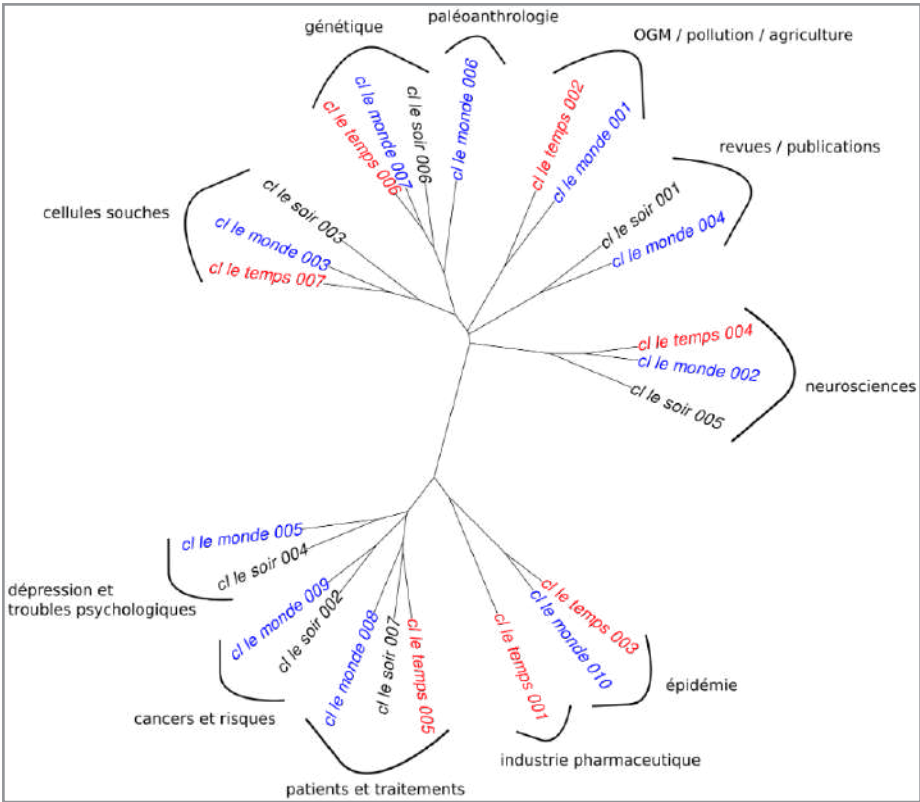 paléoanthrologie
génétique
OGM / pollution / agriculture
cl le monde 006
cl le soir 006
cl le monde 007
cl le temps 006
cl le temps 002
cl le monde 001
revues / publications
cl le soir 001
cl le monde 004
cellules souches
cl le soir 003
cl le monde 003
cl le temps 007
cl le temps 004
cl le monde 002
cl le soir 005
neurosciences
cl le monde 005
cl le soir 004
dépression et
troubles psychologiques
cl le monde 009
cl le soir 002
cancers et risques
cl le monde 008
cl le soir 007
cl le temps 005
patients et traitements
cl le temps 001
industrie pharmaceutique
cl le temps 003
cl le monde 010
épidémie